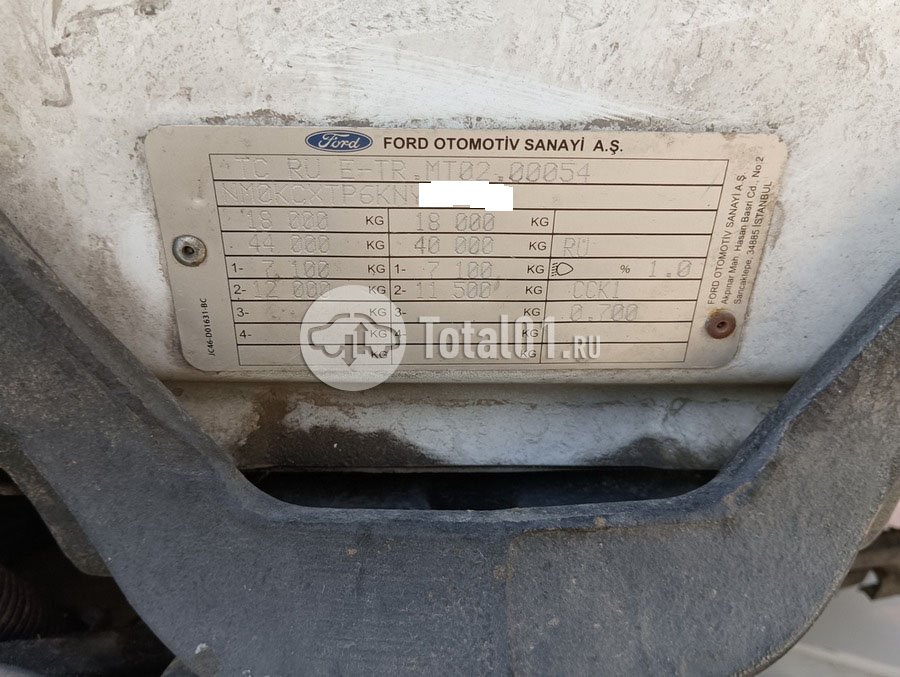 Ford FORD OTOMOTİV SANAYİ A.Ş.
TC RU E-TR.MT02.00054
18 000 KG 18 000 KG
44 000 KG 40 000 KG RU
1- 7 100 KG 1- 7 100 KG % 1.0
2- 12 000 KG 2- 11 500 KG CCK1
3- KG 3- KG 0.700
4- KG 4- KG
KG KG
JC46-D01631-BC
FORD OTOMOTİV SANAYİ A.Ş.
Akpınar Mah. Hasan Basri Cd., No.2
Sancaktepe, 34885 İSTANBUL
Total01.RU